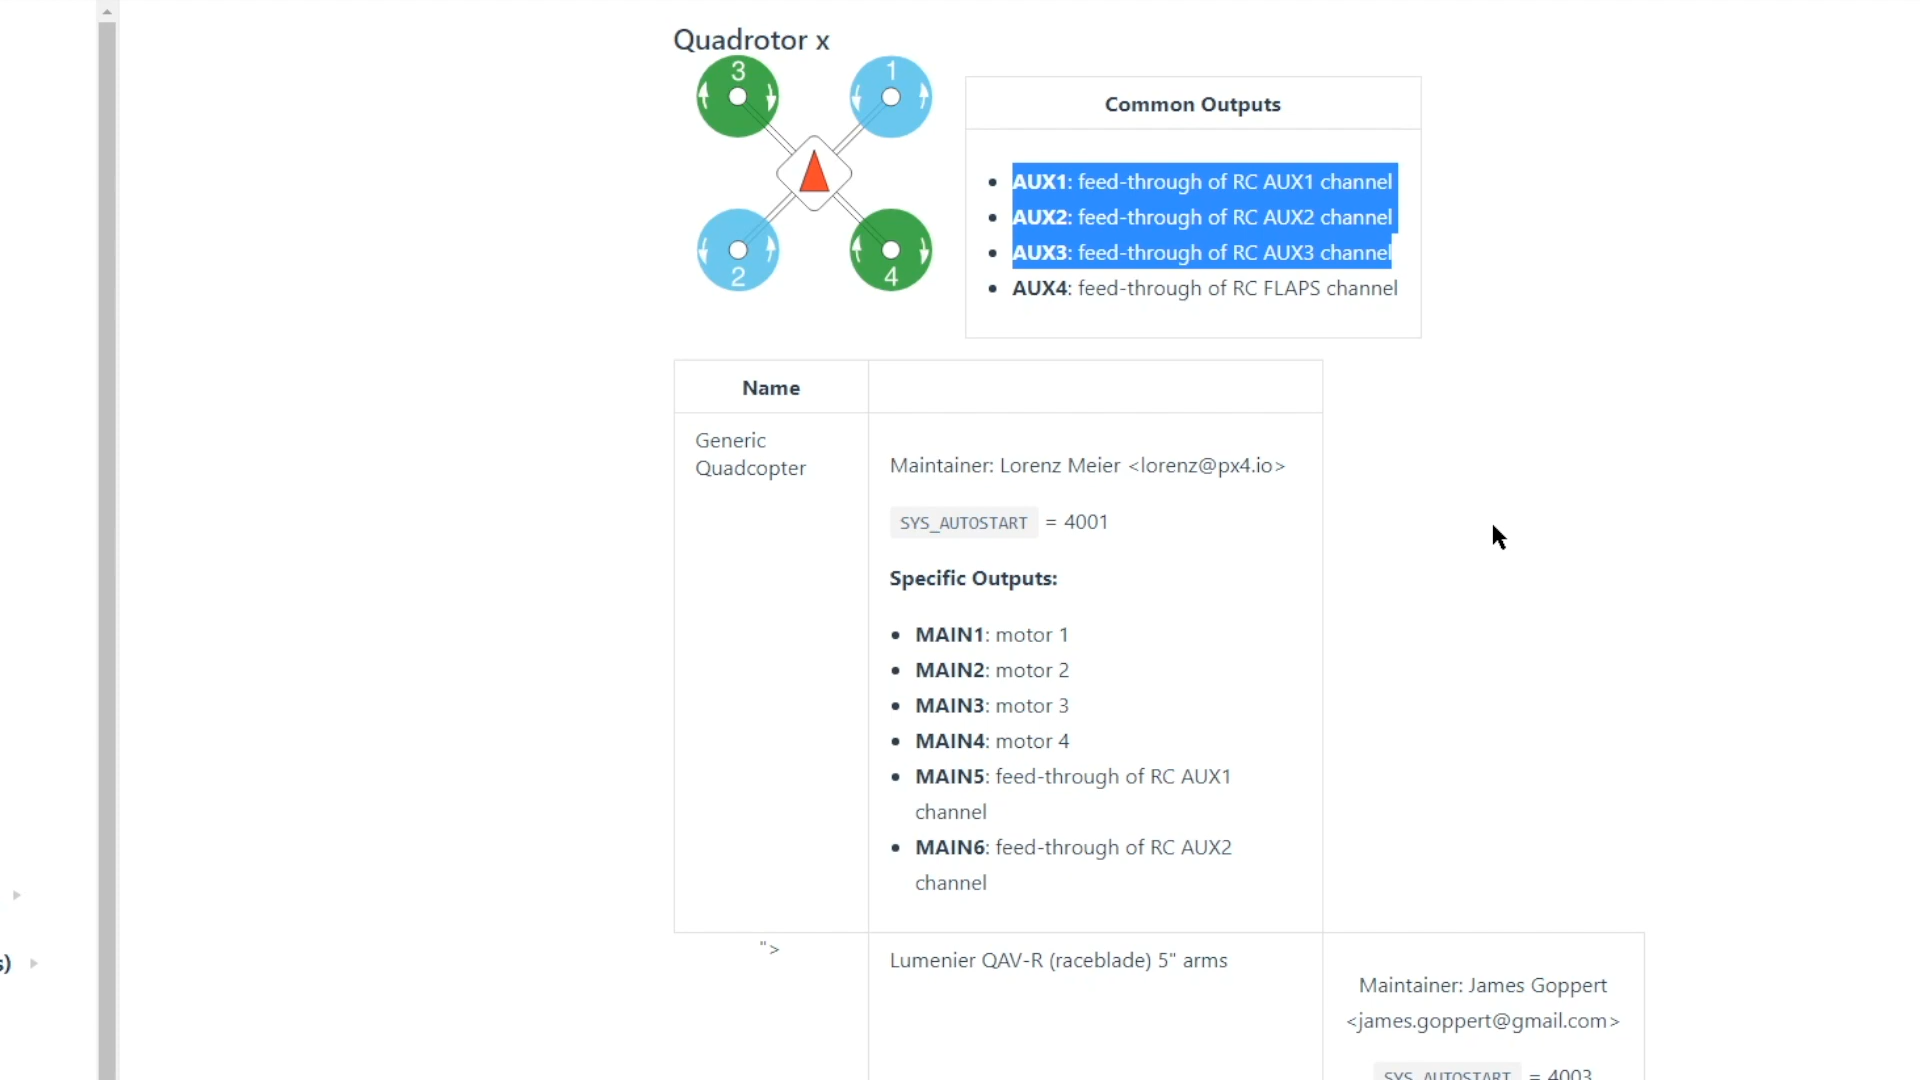 Quadrotor x
3
1
2
4
Common Outputs
AUX1: feed-through of RC AUX1 channel
AUX2: feed-through of RC AUX2 channel
AUX3: feed-through of RC AUX3 channel
AUX4: feed-through of RC FLAPS channel
Name
Generic
Quadcopter
Maintainer: Lorenz Meier <lorenz@px4.io>
SYS_AUTOSTART = 4001
Specific Outputs:
MAIN1: motor 1
MAIN2: motor 2
MAIN3: motor 3
MAIN4: motor 4
MAIN5: feed-through of RC AUX1
channel
MAIN6: feed-through of RC AUX2
channel
s)
">
Lumenier QAV-R (raceblade) 5" arms
Maintainer: James Goppert
<james.goppert@gmail.com>
SYS_AUTOSTART = 4003